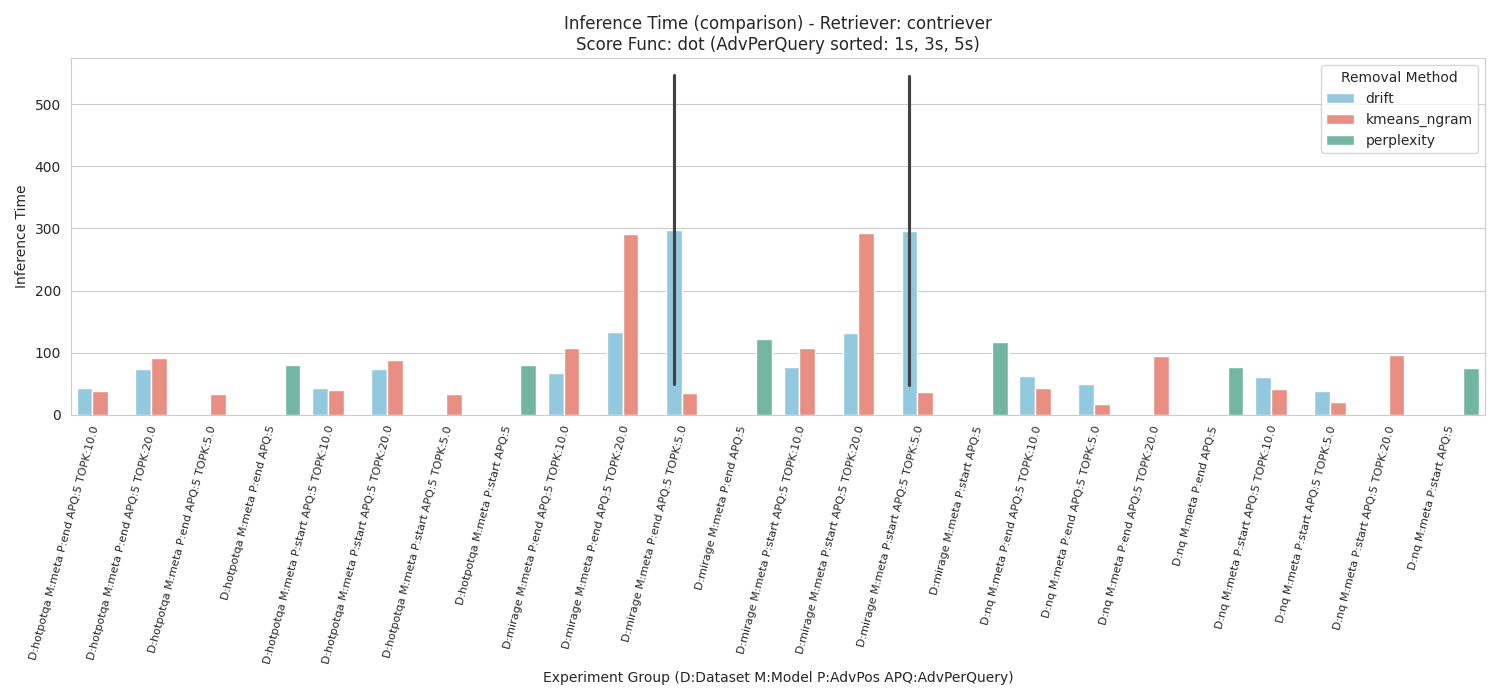 Inference Time (comparison) - Retriever: contriever
Score Func: dot (AdvPerQuery sorted: 1s, 3s, 5s)
Inference Time
500
400
300
200
100
0
Removal Method
drift
kmeans_ngram
perplexity
D:hotpotqa M:meta P:end APQ:5 TOPK:10.0
D:hotpotqa M:meta P:end APQ:5 TOPK:20.0
D:hotpotqa M:meta P:end APQ:5 TOPK:5.0
D:hotpotqa M:meta P:end APQ:5
D:hotpotqa M:meta P:start APQ:5 TOPK:10.0
D:hotpotqa M:meta P:start APQ:5 TOPK:20.0
D:hotpotqa M:meta P:start APQ:5 TOPK:5.0
D:hotpotqa M:meta P:start APQ:5
D:mirage M:meta P:end APQ:5 TOPK:10.0
D:mirage M:meta P:end APQ:5 TOPK:20.0
D:mirage M:meta P:end APQ:5 TOPK:5.0
D:mirage M:meta P:end APQ:5
D:mirage M:meta P:start APQ:5 TOPK:10.0
D:mirage M:meta P:start APQ:5 TOPK:20.0
D:mirage M:meta P:start APQ:5 TOPK:5.0
D:mirage M:meta P:start APQ:5
D:nq M:meta P:end APQ:5 TOPK:10.0
D:nq M:meta P:end APQ:5 TOPK:5.0
D:nq M:meta P:end APQ:5 TOPK:20.0
D:nq M:meta P:end APQ:5
D:nq M:meta P:start APQ:5 TOPK:10.0
D:nq M:meta P:start APQ:5 TOPK:5.0
D:nq M:meta P:start APQ:5 TOPK:20.0
D:nq M:meta P:start APQ:5
Experiment Group (D:Dataset M:Model P:AdvPos APQ:AdvPerQuery)